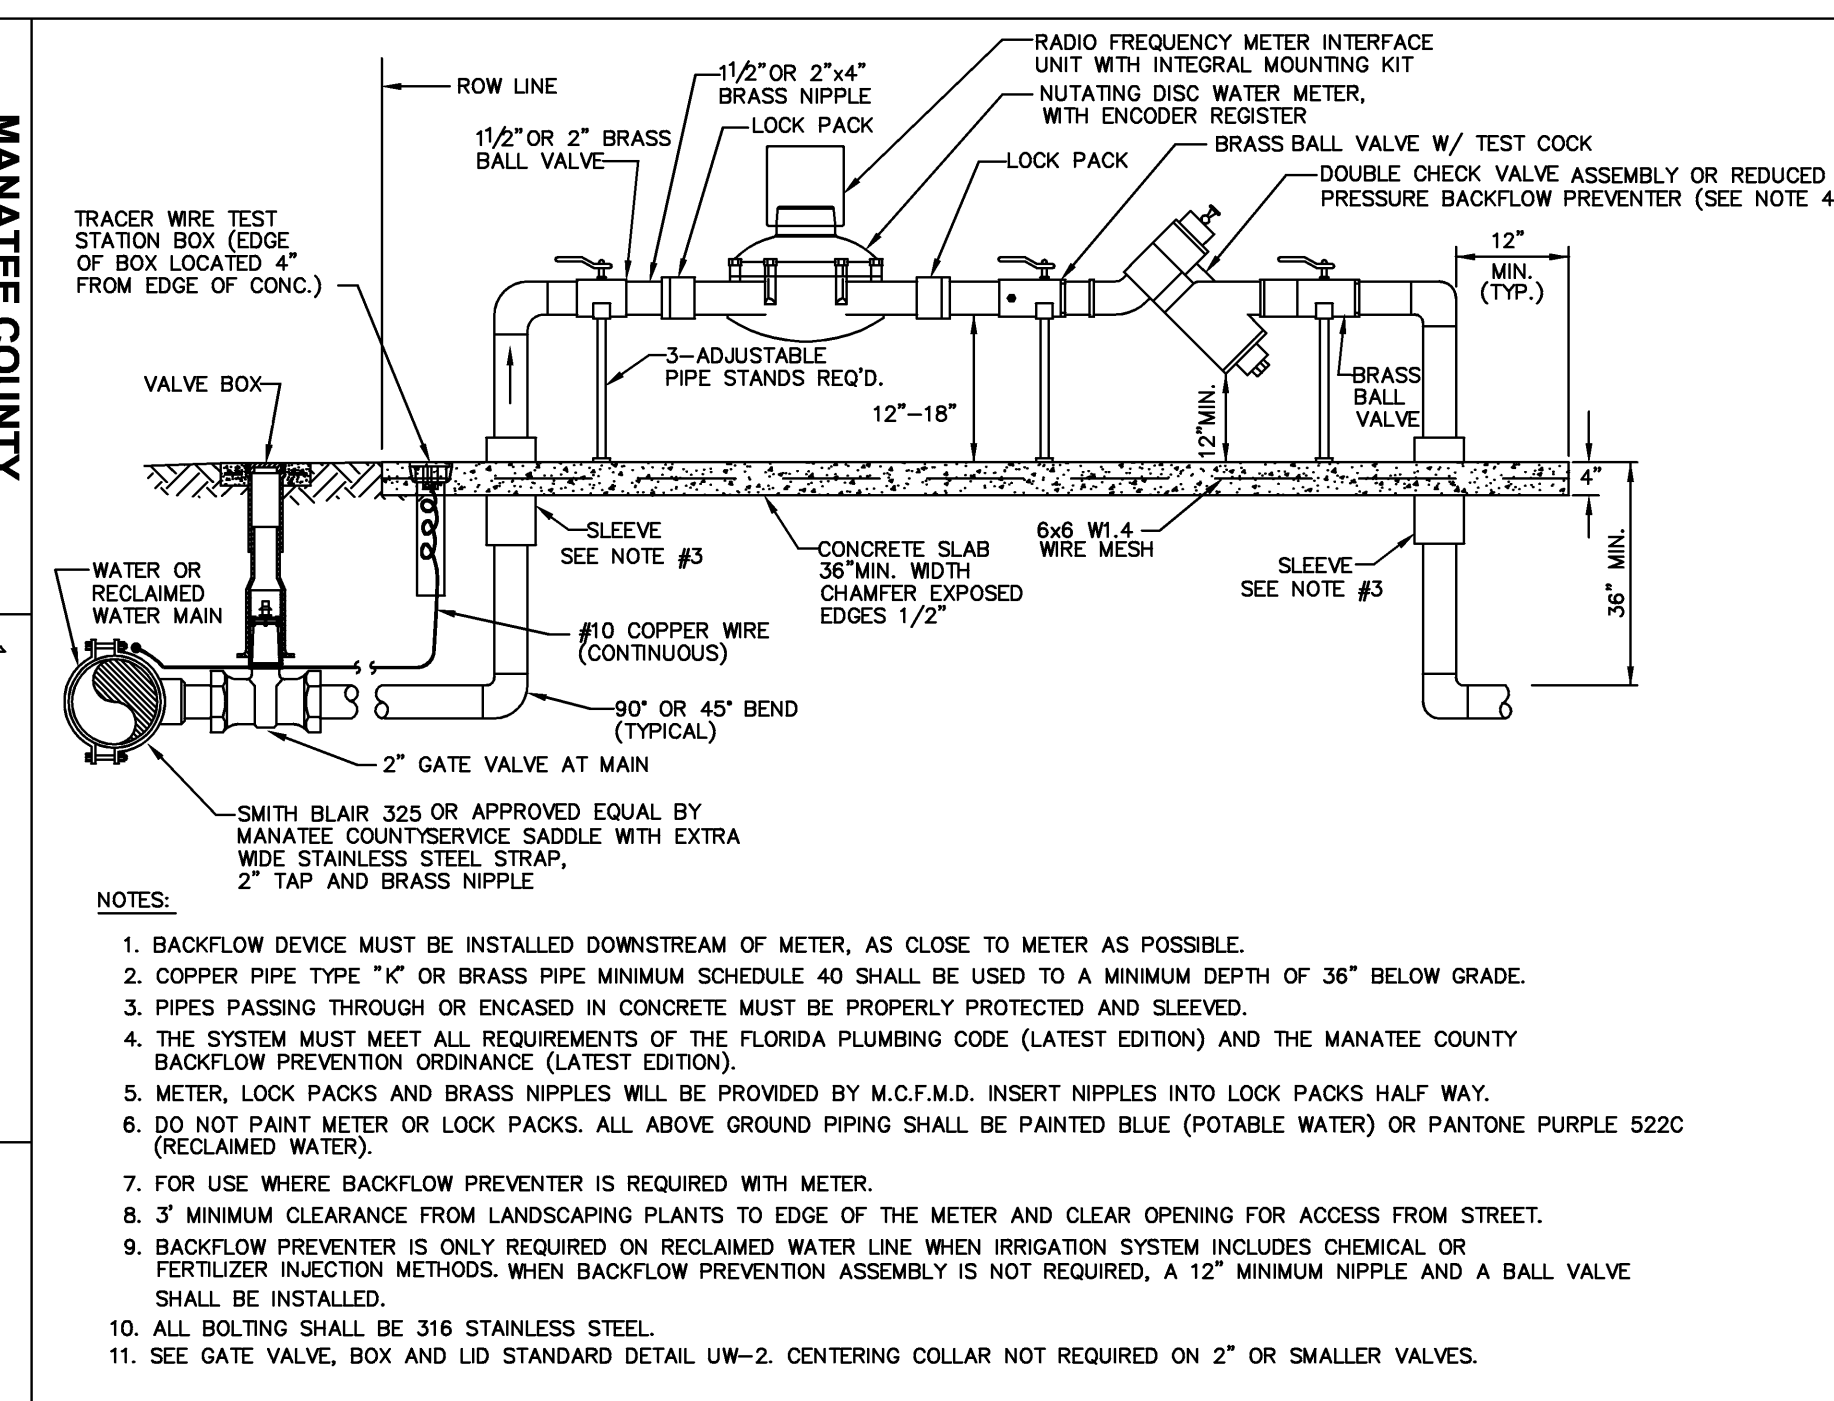 MANATEE COUNTY
ROW LINE
1 1/2" OR 2"x4"
BRASS NIPPLE
RADIO FREQUENCY METER INTERFACE
UNIT WITH INTEGRAL MOUNTING KIT
NUTATING DISC WATER METER,
WITH ENCODER REGISTER
1 1/2" OR 2" BRASS
BALL VALVE
LOCK PACK
LOCK PACK
BRASS BALL VALVE W/ TEST COCK
DOUBLE CHECK VALVE ASSEMBLY OR REDUCED
PRESSURE BACKFLOW PREVENTER (SEE NOTE 4
TRACER WIRE TEST
STATION BOX (EDGE
OF BOX LOCATED 4"
FROM EDGE OF CONC.)
12"
MIN.
(TYP.)
VALVE BOX
3-ADJUSTABLE
PIPE STANDS REQ'D.
12"-18"
12"MIN.
BRASS
BALL
VALVE
4"
36" MIN.
SLEEVE
SEE NOTE #3
CONCRETE SLAB
36"MIN. WIDTH
CHAMFER EXPOSED
EDGES 1/2"
6x6 W1.4
WIRE MESH
SLEEVE
SEE NOTE #3
WATER OR
RECLAIMED
WATER MAIN
#10 COPPER WIRE
(CONTINUOUS)
90° OR 45° BEND
(TYPICAL)
2" GATE VALVE AT MAIN
SMITH BLAIR 325 OR APPROVED EQUAL BY
MANATEE COUNTYSERVICE SADDLE WITH EXTRA
WIDE STAINLESS STEEL STRAP,
2" TAP AND BRASS NIPPLE
NOTES:
1. BACKFLOW DEVICE MUST BE INSTALLED DOWNSTREAM OF METER, AS CLOSE TO METER AS POSSIBLE.
2. COPPER PIPE TYPE "K" OR BRASS PIPE MINIMUM SCHEDULE 40 SHALL BE USED TO A MINIMUM DEPTH OF 36" BELOW GRADE.
3. PIPES PASSING THROUGH OR ENCASED IN CONCRETE MUST BE PROPERLY PROTECTED AND SLEEVED.
4. THE SYSTEM MUST MEET ALL REQUIREMENTS OF THE FLORIDA PLUMBING CODE (LATEST EDITION) AND THE MANATEE COUNTY
BACKFLOW PREVENTION ORDINANCE (LATEST EDITION).
5. METER, LOCK PACKS AND BRASS NIPPLES WILL BE PROVIDED BY M.C.F.M.D. INSERT NIPPLES INTO LOCK PACKS HALF WAY.
6. DO NOT PAINT METER OR LOCK PACKS. ALL ABOVE GROUND PIPING SHALL BE PAINTED BLUE (POTABLE WATER) OR PANTONE PURPLE 522C
(RECLAIMED WATER).
7. FOR USE WHERE BACKFLOW PREVENTER IS REQUIRED WITH METER.
8. 3' MINIMUM CLEARANCE FROM LANDSCAPING PLANTS TO EDGE OF THE METER AND CLEAR OPENING FOR ACCESS FROM STREET.
9. BACKFLOW PREVENTER IS ONLY REQUIRED ON RECLAIMED WATER LINE WHEN IRRIGATION SYSTEM INCLUDES CHEMICAL OR
FERTILIZER INJECTION METHODS. WHEN BACKFLOW PREVENTION ASSEMBLY IS NOT REQUIRED, A 12" MINIMUM NIPPLE AND A BALL VALVE
SHALL BE INSTALLED.
10. ALL BOLTING SHALL BE 316 STAINLESS STEEL.
11. SEE GATE VALVE, BOX AND LID STANDARD DETAIL UW-2. CENTERING COLLAR NOT REQUIRED ON 2" OR SMALLER VALVES.